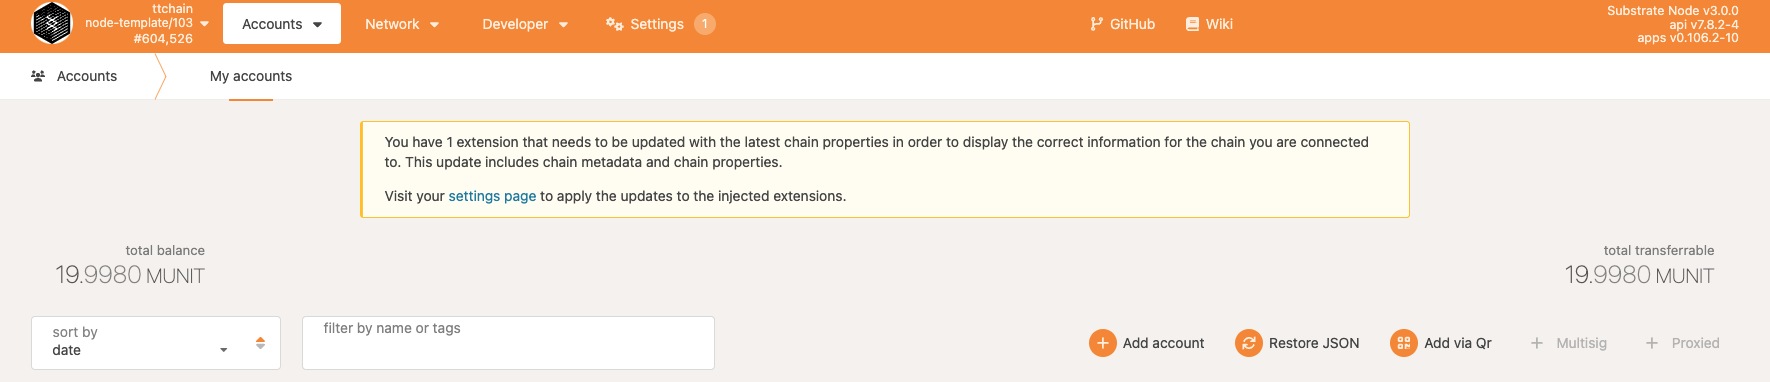 ttchain
node-template/103
#604,526
Accounts
Network
Developer
Settings
1
GitHub
Wiki
Substrate Node v3.0.0
api v7.8.2-4
apps v0.106.2-10
Accounts
My accounts
You have 1 extension that needs to be updated with the latest chain properties in order to display the correct information for the chain you are connected
to. This update includes chain metadata and chain properties.
Visit your settings page to apply the updates to the injected extensions.
total balance
19.9980 MUNIT
total transferrable
19.9980 MUNIT
sort by
date
filter by name or tags
Add account
Restore JSON
Add via Qr
Multisig
Proxied